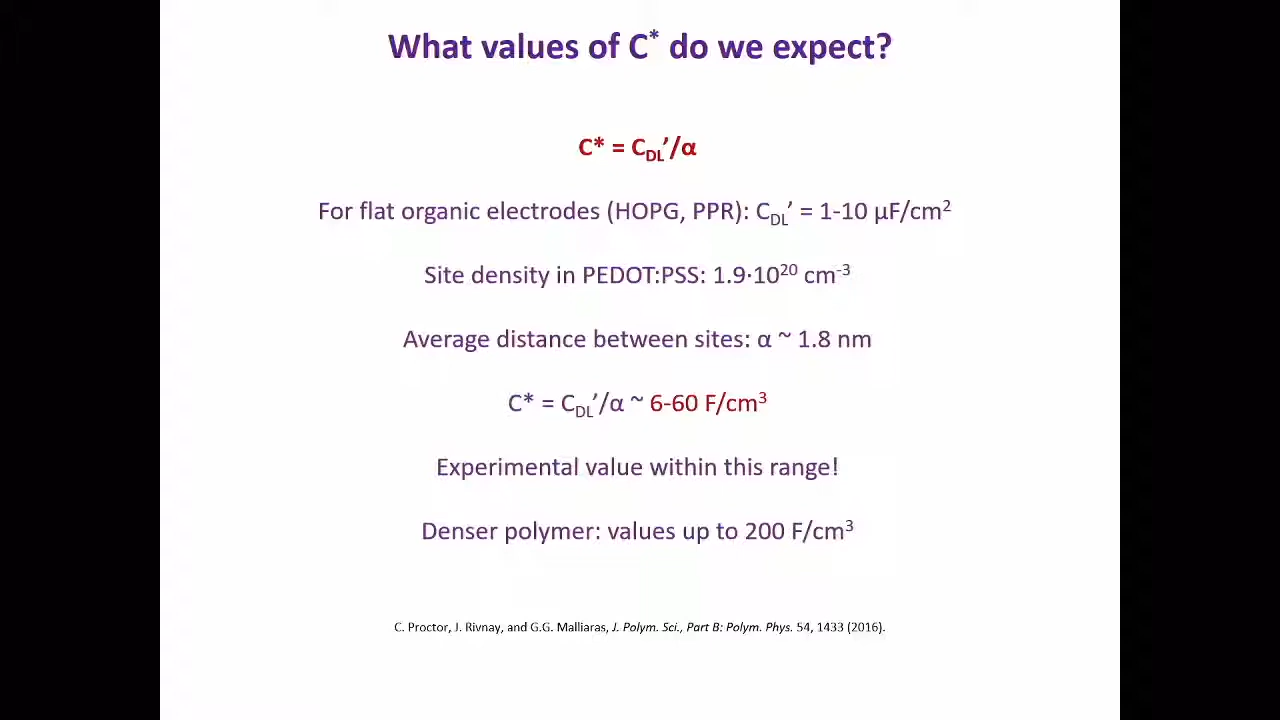 What values of C* do we expect?
C* = C_DL'/α
For flat organic electrodes (HOPG, PPR): C_DL' = 1-10 µF/cm²
Site density in PEDOT:PSS: 1.9·10²⁰ cm⁻³
Average distance between sites: α ~ 1.8 nm
C* = C_DL'/α ~ 6-60 F/cm³
Experimental value within this range!
Denser polymer: values up to 200 F/cm³
C. Proctor, J. Rivnay, and G.G. Malliaras, J. Polym. Sci., Part B: Polym. Phys. 54, 1433 (2016).